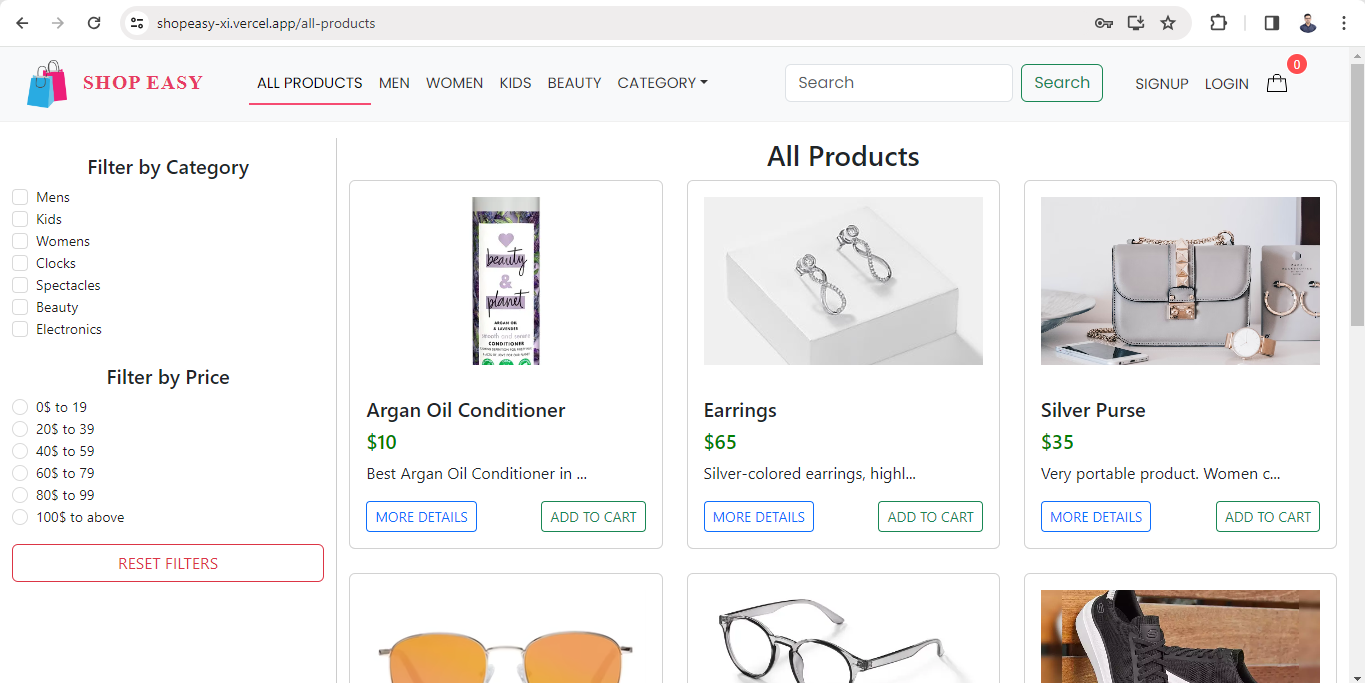 shopeasy-xi.vercel.app/all-products
SHOP EASY
ALL PRODUCTS MEN WOMEN KIDS BEAUTY CATEGORY
Search
Search
SIGNUP LOGIN
0
Filter by Category
Mens
Kids
Womens
Clocks
Spectacles
Beauty
Electronics
Filter by Price
0$ to 19
20$ to 39
40$ to 59
60$ to 79
80$ to 99
100$ to above
RESET FILTERS
All Products
beauty
&
planet
ARGAN OIL
& LAVENDER
smooth and serene
CONDITIONER
Argan Oil Conditioner
$10
Best Argan Oil Conditioner in ...
MORE DETAILS ADD TO CART
Earrings
$65
Silver-colored earrings, highl...
MORE DETAILS ADD TO CART
Silver Purse
$35
Very portable product. Women c...
MORE DETAILS ADD TO CART